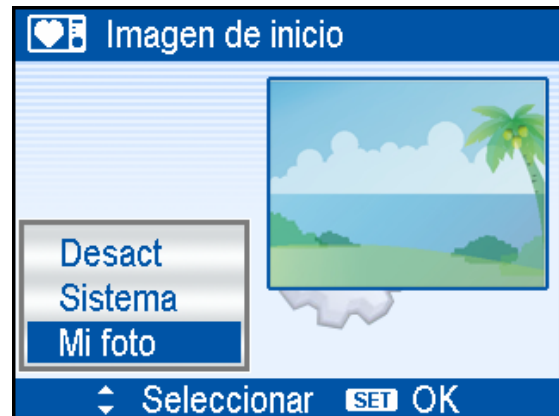 Imagen de inicio
Desact
Sistema
Mi foto
Seleccionar SET OK